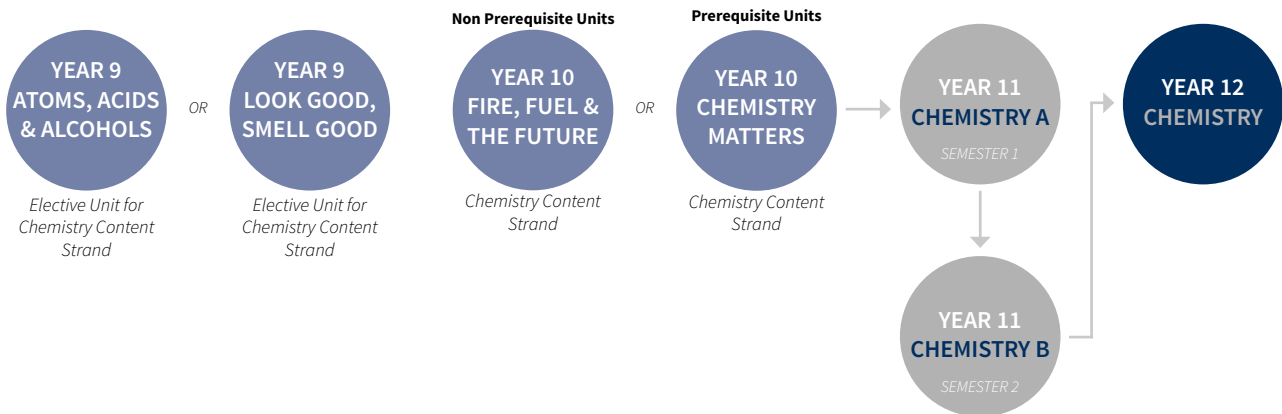 Non Prerequisite Units
Prerequisite Units
YEAR 9
ATOMS, ACIDS
& ALCOHOLS
OR
YEAR 9
LOOK GOOD,
SMELL GOOD
YEAR 10
FIRE, FUEL &
THE FUTURE
OR
YEAR 10
CHEMISTRY
MATTERS
YEAR 11
CHEMISTRY A
SEMESTER 1
YEAR 12
CHEMISTRY
Elective Unit for
Chemistry Content
Strand
Elective Unit for
Chemistry Content
Strand
Chemistry Content
Strand
Chemistry Content
Strand
YEAR 11
CHEMISTRY B
SEMESTER 2